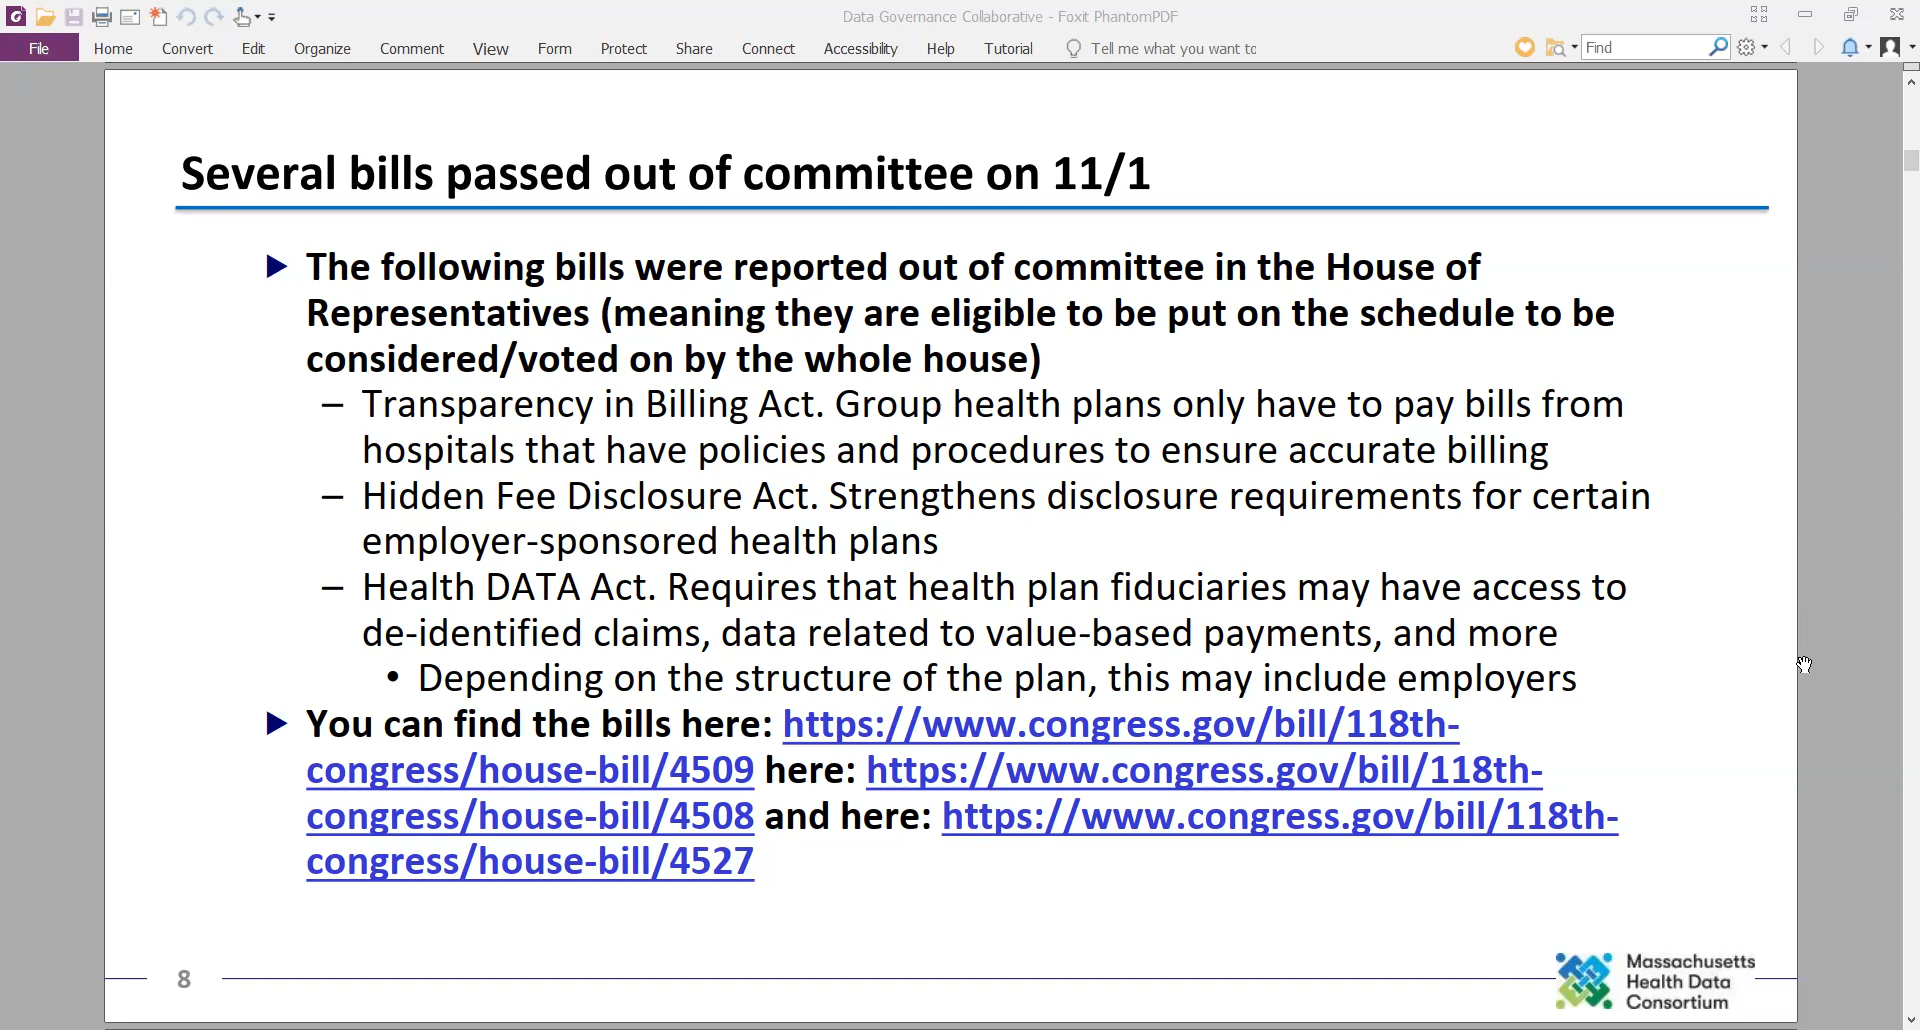 Data Governance Collaborative - Foxit PhantomPDF
File Home Convert Edit Organize Comment View Form Protect Share Connect Accessibility Help Tutorial Tell me what you want to Find
Several bills passed out of committee on 11/1
▶ The following bills were reported out of committee in the House of
Representatives (meaning they are eligible to be put on the schedule to be
considered/voted on by the whole house)
– Transparency in Billing Act. Group health plans only have to pay bills from
hospitals that have policies and procedures to ensure accurate billing
– Hidden Fee Disclosure Act. Strengthens disclosure requirements for certain
employer-sponsored health plans
– Health DATA Act. Requires that health plan fiduciaries may have access to
de-identified claims, data related to value-based payments, and more
• Depending on the structure of the plan, this may include employers
▶ You can find the bills here: https://www.congress.gov/bill/118th-
congress/house-bill/4509 here: https://www.congress.gov/bill/118th-
congress/house-bill/4508 and here: https://www.congress.gov/bill/118th-
congress/house-bill/4527
8
Massachusetts
Health Data
Consortium